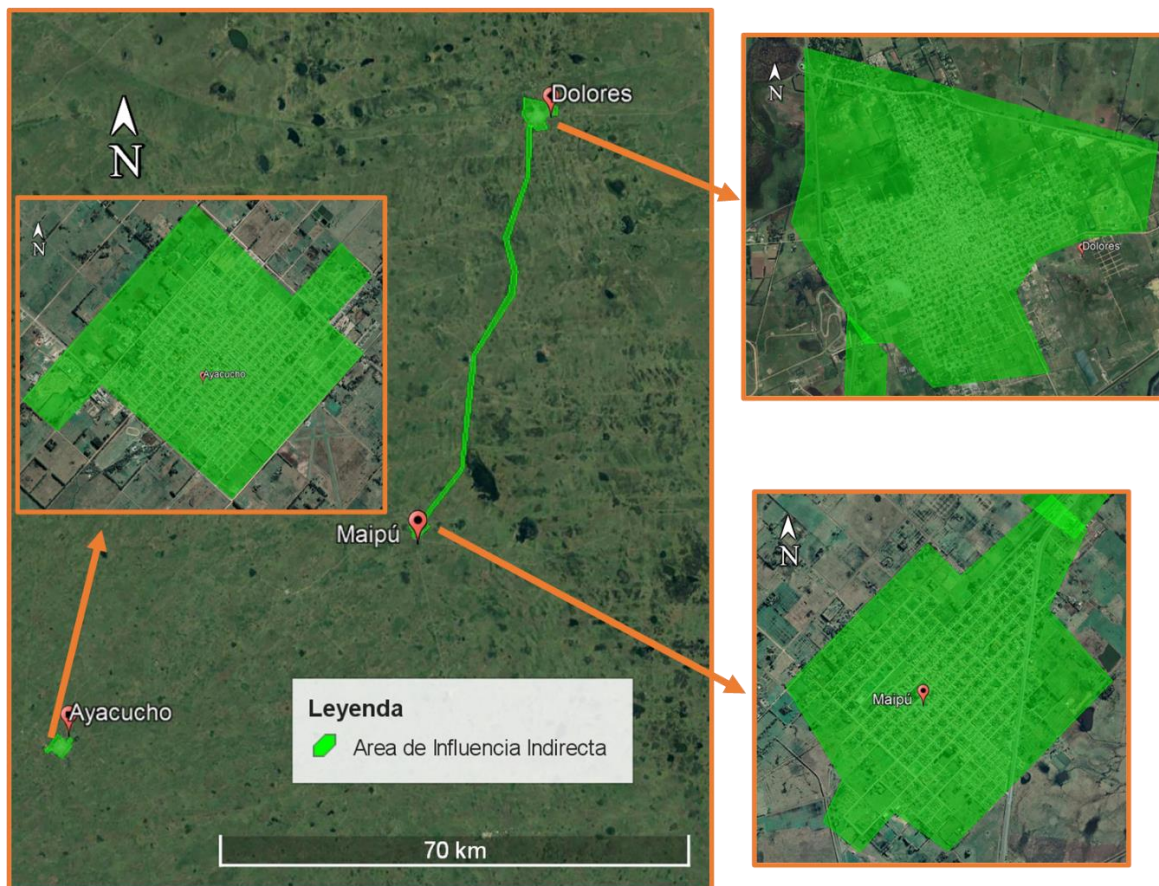 Dolores
N
N
Ayacucho
Maipú
Ayacucho
Leyenda
Area de Influencia Indirecta
70 km
N
Dolores
N
Maipú